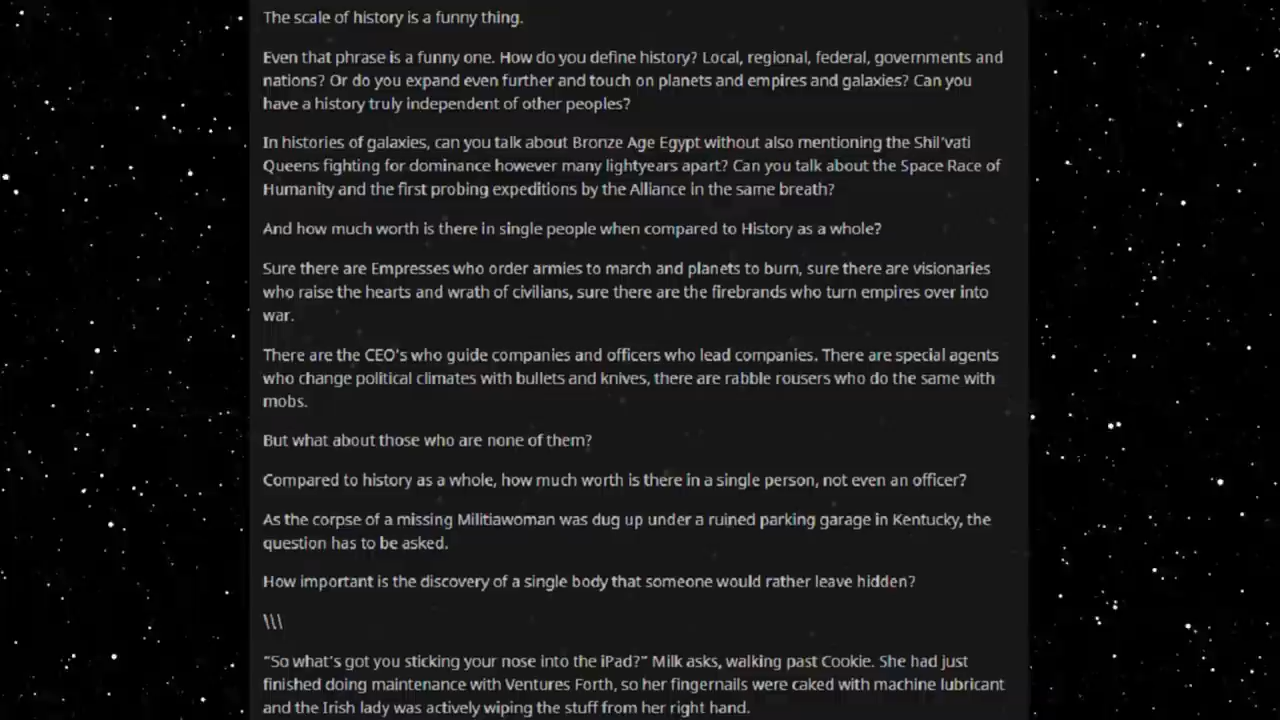 The scale of history is a funny thing.
Even that phrase is a funny one. How do you define history? Local, regional, federal, governments and
nations? Or do you expand even further and touch on planets and empires and galaxies? Can you
have a history truly independent of other peoples?
In histories of galaxies, can you talk about Bronze Age Egypt without also mentioning the Shil'vati
Queens fighting for dominance however many lightyears apart? Can you talk about the Space Race of
Humanity and the first probing expeditions by the Alliance in the same breath?
And how much worth is there in single people when compared to History as a whole?
Sure there are Empresses who order armies to march and planets to burn, sure there are visionaries
who raise the hearts and wrath of civilians, sure there are the firebrands who turn empires over into
war.
There are the CEO's who guide companies and officers who lead companies. There are special agents
who change political climates with bullets and knives, there are rabble rousers who do the same with
mobs.
But what about those who are none of them?
Compared to history as a whole, how much worth is there in a single person, not even an officer?
As the corpse of a missing Militiawoman was dug up under a ruined parking garage in Kentucky, the
question has to be asked.
How important is the discovery of a single body that someone would rather leave hidden?
\\\
"So what's got you sticking your nose into the iPad?" Milk asks, walking past Cookie. She had just
finished doing maintenance with Ventures Forth, so her fingernails were caked with machine lubricant
and the Irish lady was actively wiping the stuff from her right hand.